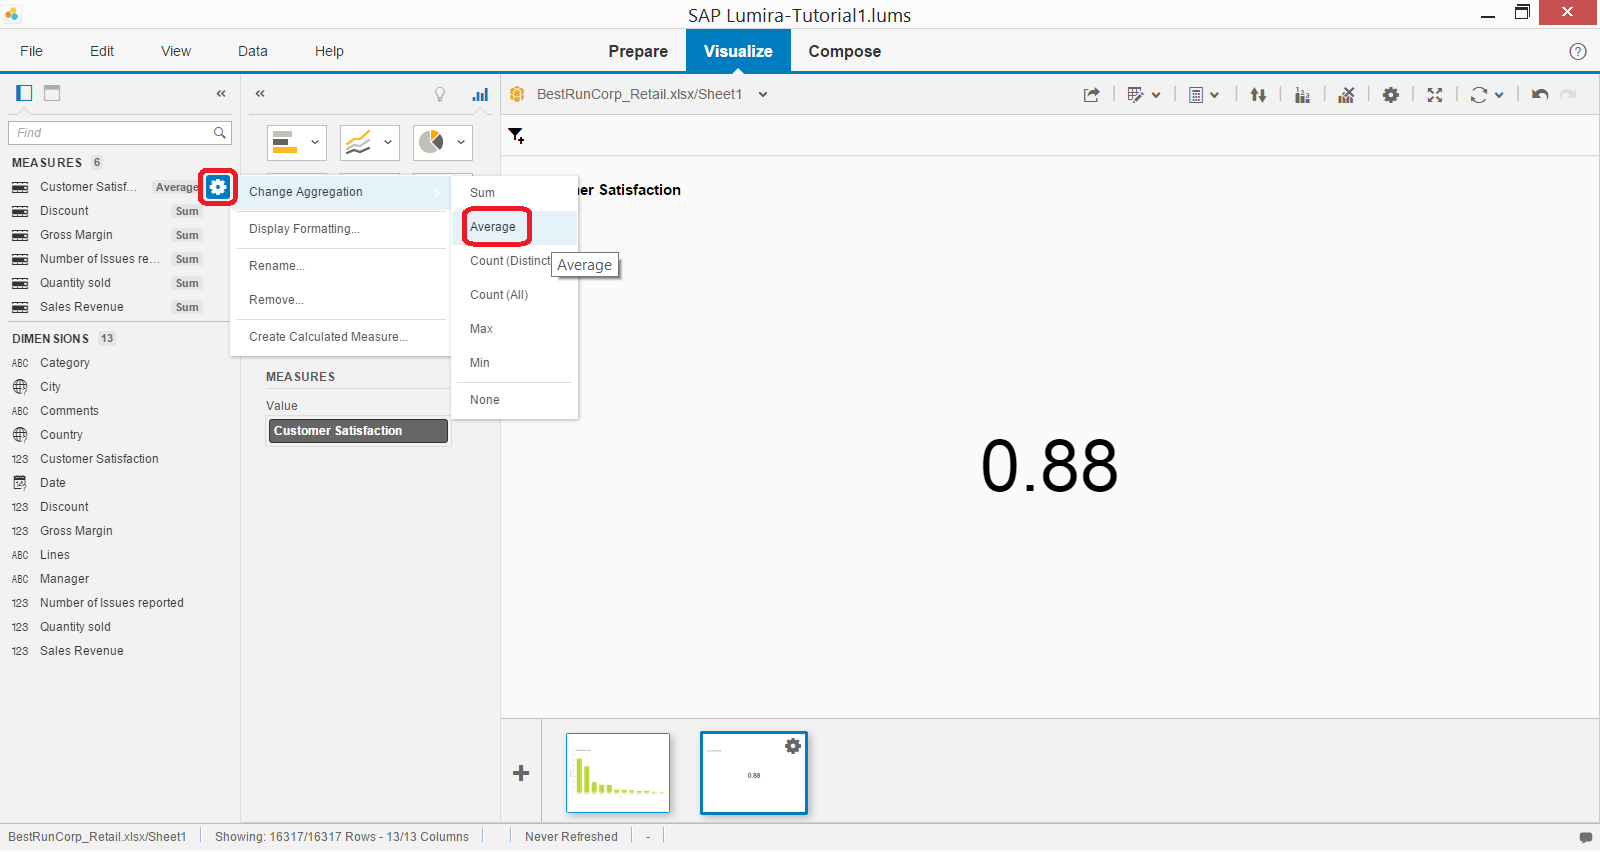 SAP Lumira-Tutorial1.lums
File Edit View Data Help Prepare Visualize Compose
BestRunCorp_Retail.xlsx/Sheet1
Find
MEASURES 6
Customer Satisf... Average
Discount Sum
Gross Margin Sum
Number of Issues re... Sum
Quantity sold Sum
Sales Revenue Sum
DIMENSIONS 13
ABC Category
City
ABC Comments
Country
123 Customer Satisfaction
Date
123 Discount
123 Gross Margin
ABC Lines
ABC Manager
123 Number of Issues reported
123 Quantity sold
123 Sales Revenue
Change Aggregation
Display Formatting...
Rename...
Remove...
Create Calculated Measure...
Sum
Average
Count (Distinct
Average
Count (All)
Max
Min
None
MEASURES
Value
Customer Satisfaction
er Satisfaction
0.88
0.88
BestRunCorp_Retail.xlsx/Sheet1 Showing: 16317/16317 Rows - 13/13 Columns Never Refreshed -